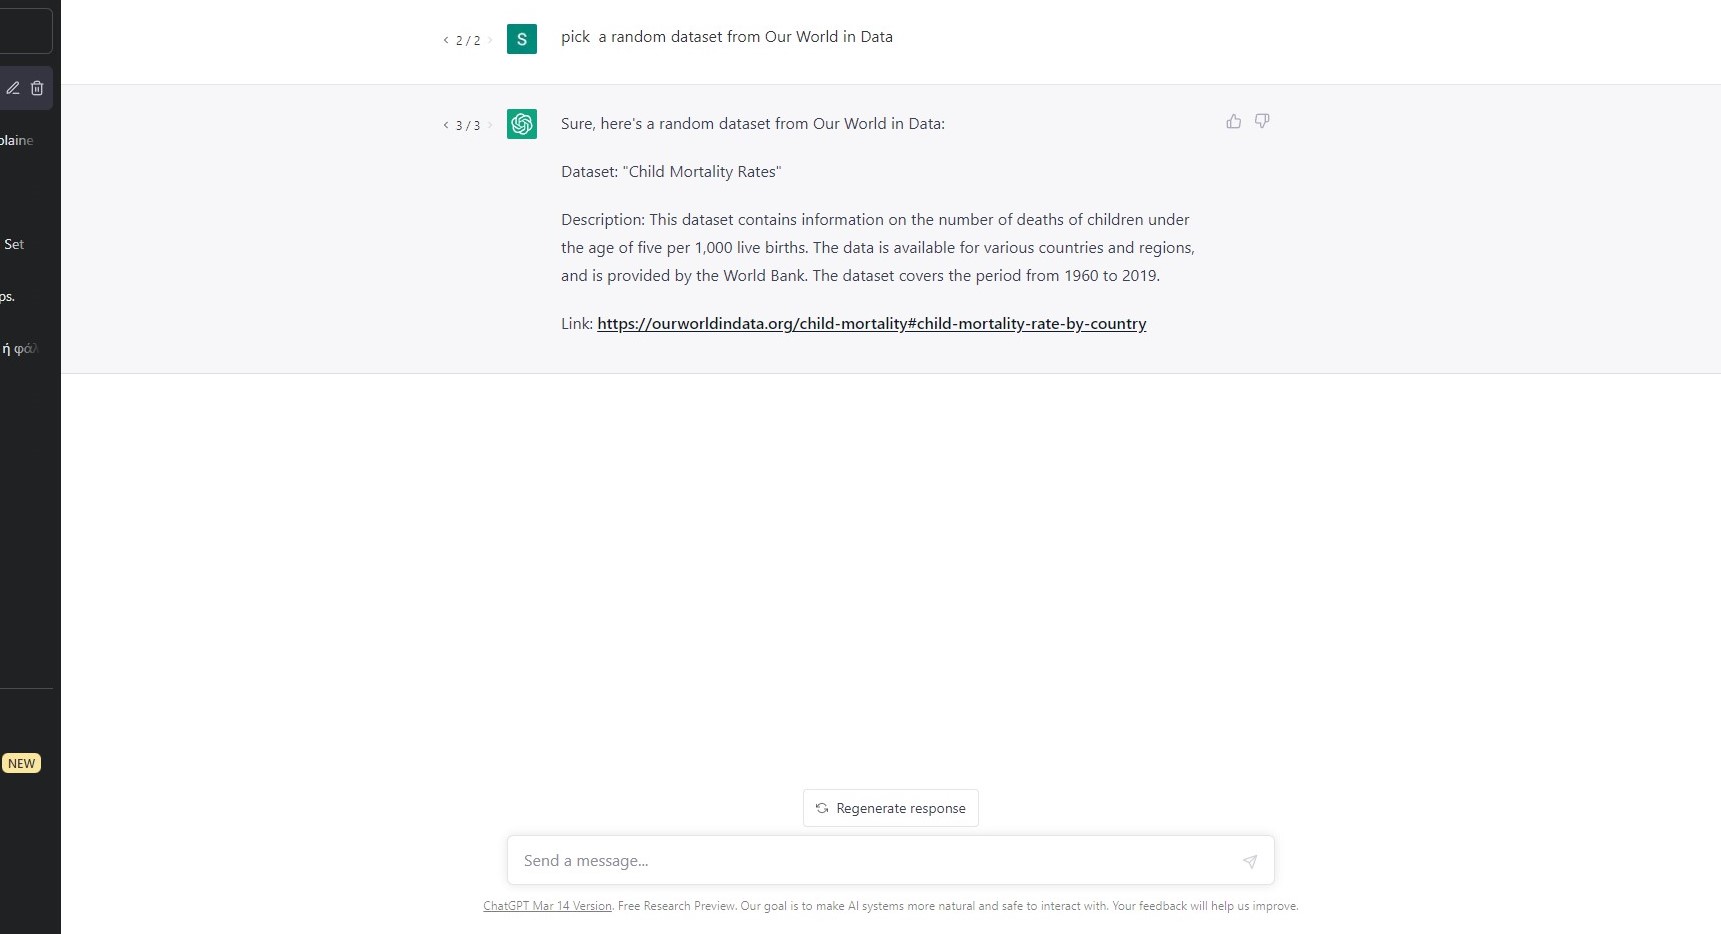 2 / 2
S
pick  a random dataset from Our World in Data
3 / 3
Sure, here's a random dataset from Our World in Data:
Dataset: "Child Mortality Rates"
Description: This dataset contains information on the number of deaths of children under
the age of five per 1,000 live births. The data is available for various countries and regions,
and is provided by the World Bank. The dataset covers the period from 1960 to 2019.
Link: https://ourworldindata.org/child-mortality#child-mortality-rate-by-country
plaine
Set
ps.
ή φάλ
NEW
Regenerate response
Send a message...
ChatGPT Mar 14 Version. Free Research Preview. Our goal is to make AI systems more natural and safe to interact with. Your feedback will help us improve.